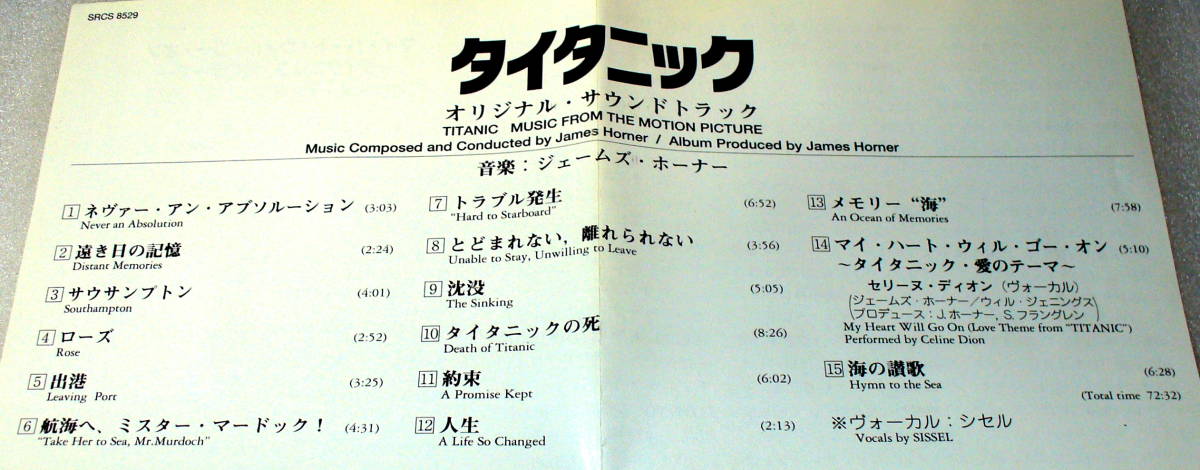 SRCS 8529
タイタニック
オリジナル・サウンドトラック
TITANIC MUSIC FROM THE MOTION PICTURE
Music Composed and Conducted by James Horner / Album Produced by James Horner
音楽：ジェームズ・ホーナー
1 ネヴァー・アン・アブソルーション (3:03)
Never an Absolution
2 遠き日の記憶 (2:24)
Distant Memories
3 サウサンプトン (4:01)
Southampton
4 ローズ (2:52)
Rose
5 出港 (3:25)
Leaving Port
6 航海へ、ミスター・マードック！ (4:31)
"Take Her to Sea, Mr.Murdoch"
7 トラブル発生 (6:52)
"Hard to Starboard"
8 とどまれない，離れられない (3:56)
Unable to Stay, Unwilling to Leave
9 沈没 (5:05)
The Sinking
10 タイタニックの死 (8:26)
Death of Titanic
11 約束 (6:02)
A Promise Kept
12 人生 (2:13)
A Life So Changed
13 メモリー “海” (7:58)
An Ocean of Memories
14 マイ・ハート・ウィル・ゴー・オン (5:10)
～タイタニック・愛のテーマ～
セリーヌ・ディオン（ヴォーカル）
(ジェームズ・ホーナー／ウィル・ジェニングス)
(プロデュース：J.ホーナー, S.フラングレン)
My Heart Will Go On (Love Theme from "TITANIC")
Performed by Celine Dion
15 海の讃歌 (6:28)
Hymn to the Sea
(Total time 72:32)
※ヴォーカル：シセル
Vocals by SISSEL